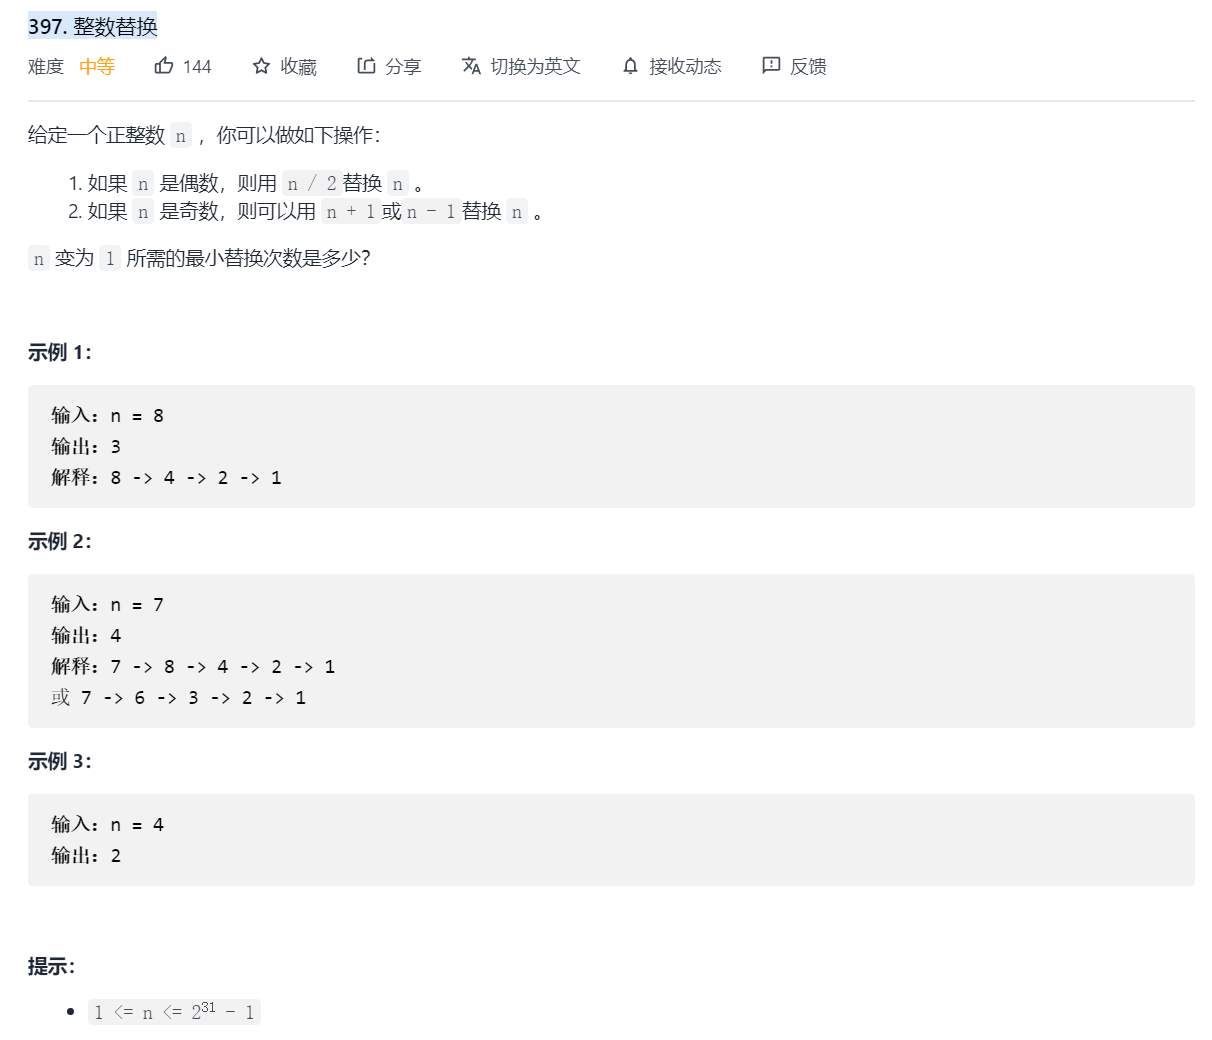 397. 整数替换
难度 中等 144 收藏 分享 切换为英文 接收动态 反馈
给定一个正整数 n ，你可以做如下操作：
1. 如果 n 是偶数，则用 n / 2替换 n 。
2. 如果 n 是奇数，则可以用 n + 1或n - 1替换 n 。
n 变为 1 所需的最小替换次数是多少？
示例 1：
输入：n = 8
输出：3
解释：8 -> 4 -> 2 -> 1
示例 2：
输入：n = 7
输出：4
解释：7 -> 8 -> 4 -> 2 -> 1
或 7 -> 6 -> 3 -> 2 -> 1
示例 3：
输入：n = 4
输出：2
提示：
• 1 <= n <= 2³¹ - 1